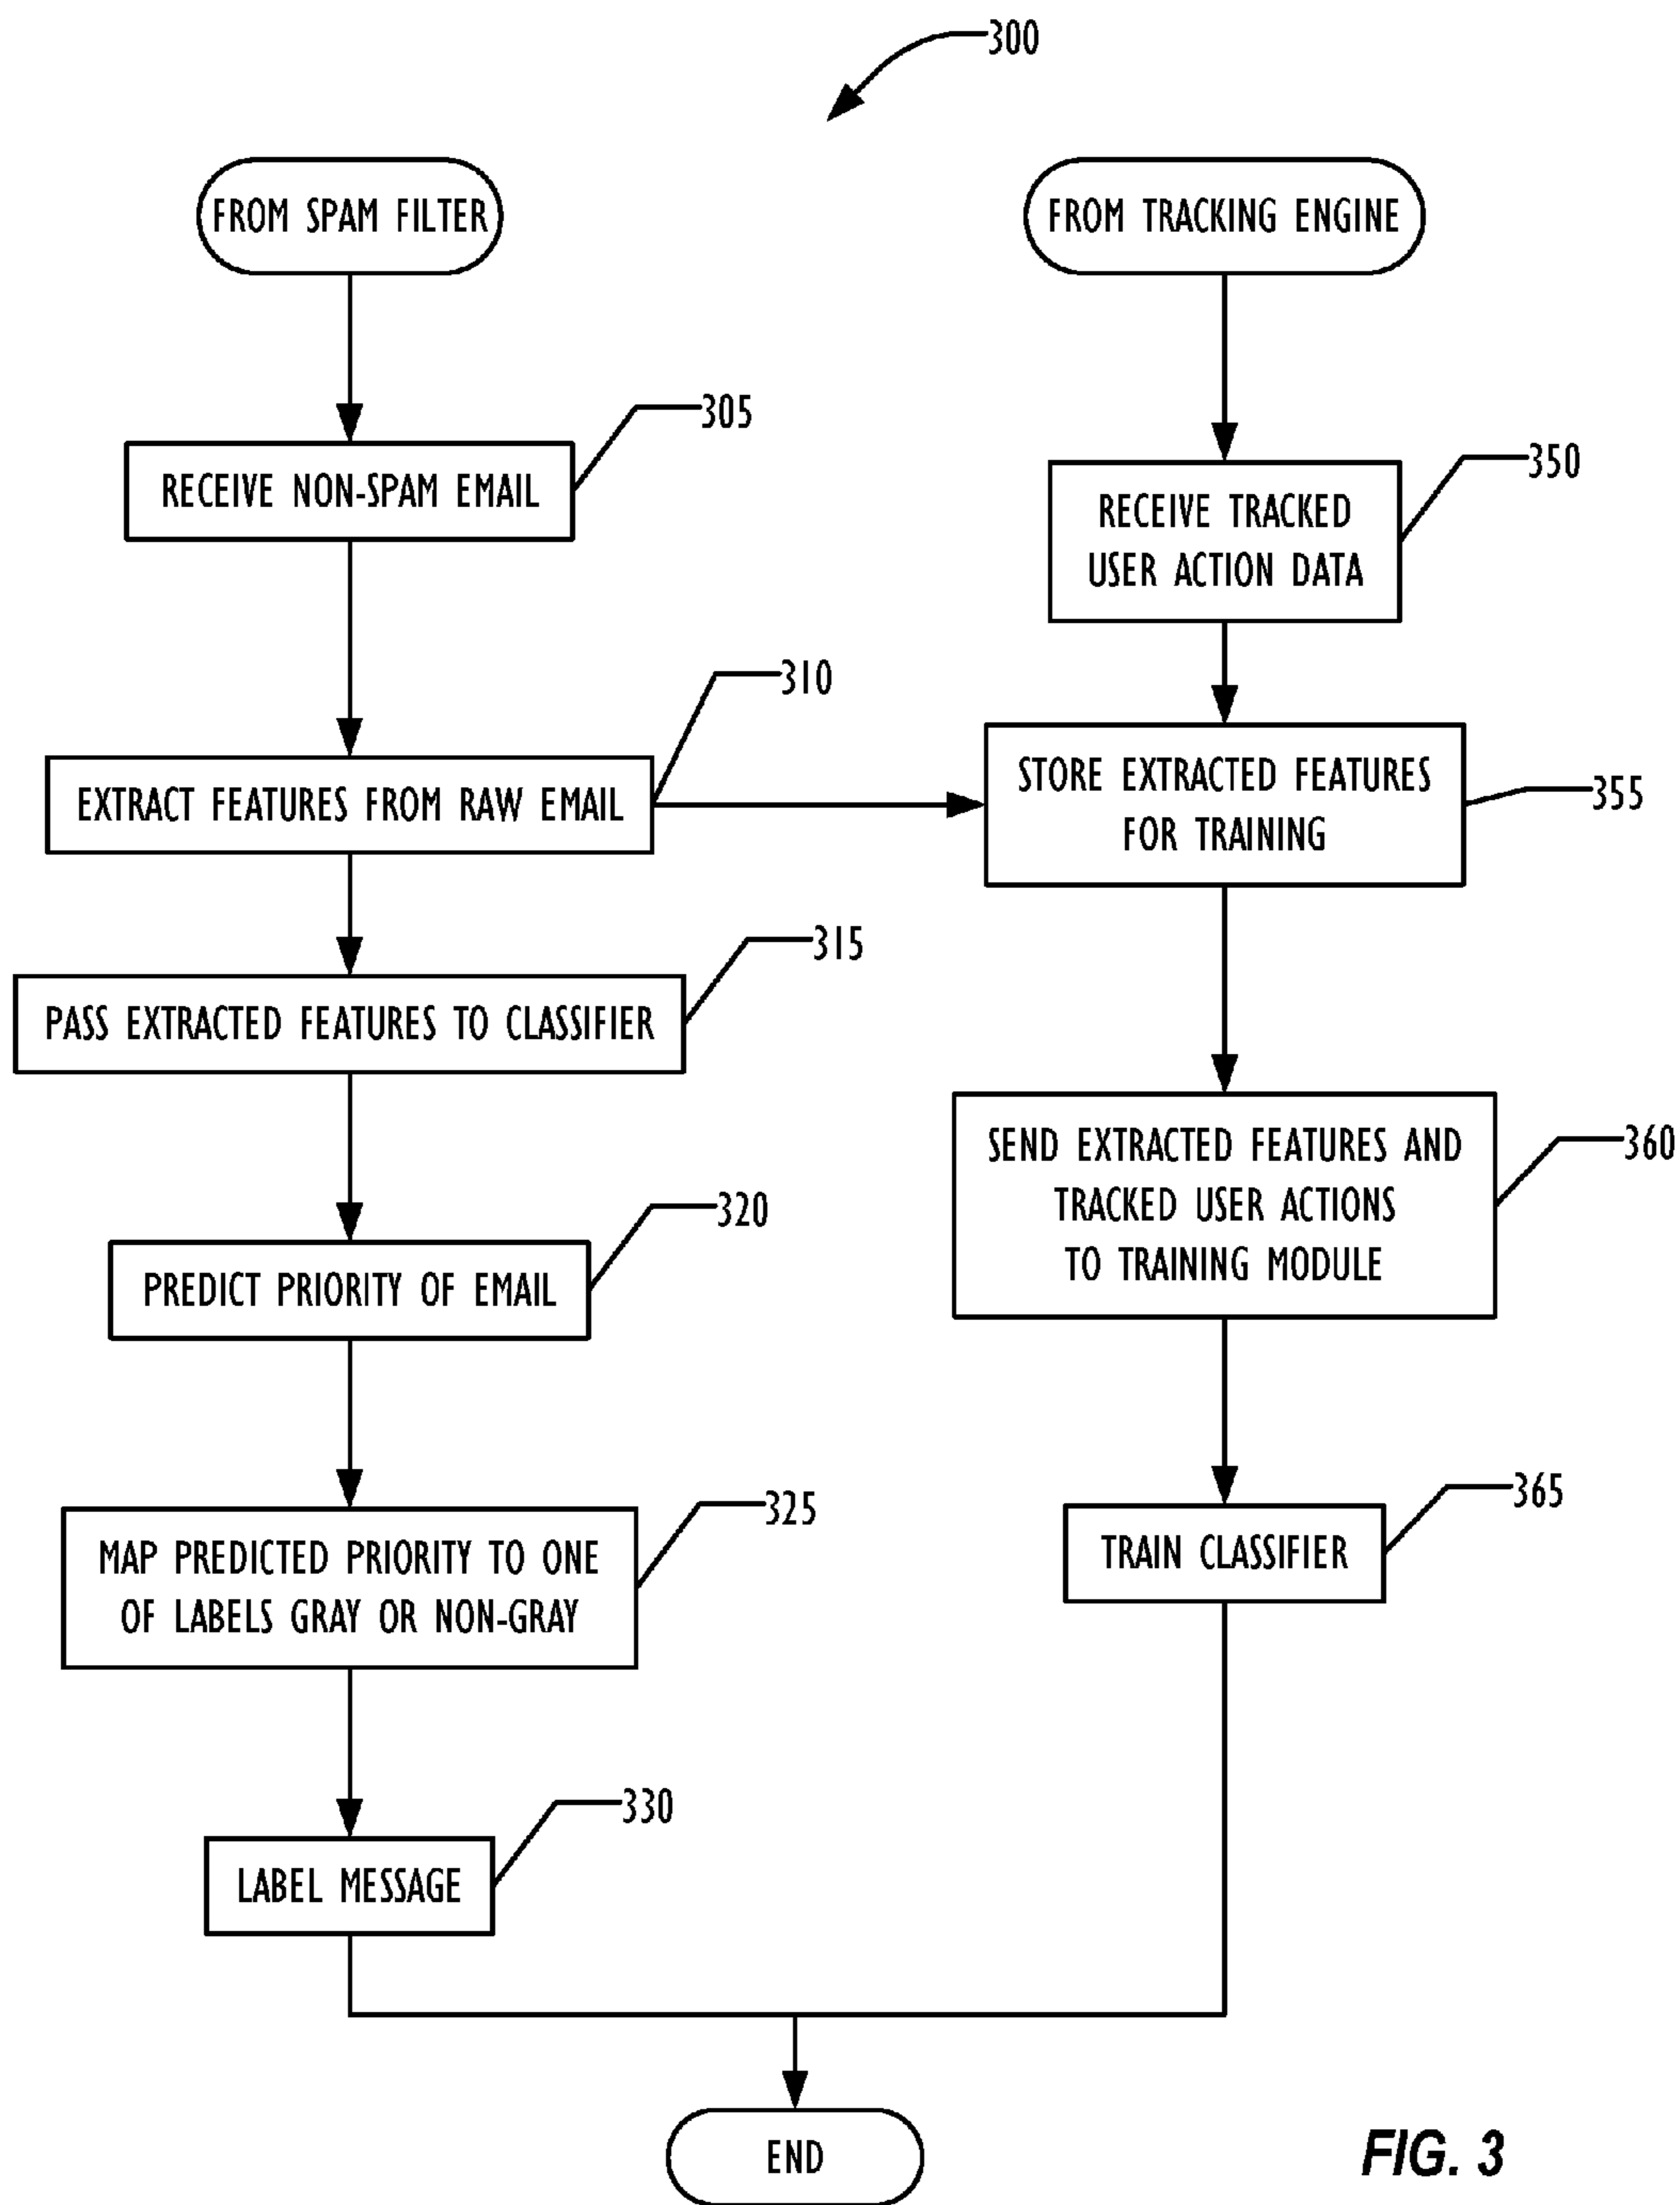 300
FROM SPAM FILTER
305
RECEIVE NON-SPAM EMAIL
310
EXTRACT FEATURES FROM RAW EMAIL
315
PASS EXTRACTED FEATURES TO CLASSIFIER
320
PREDICT PRIORITY OF EMAIL
325
MAP PREDICTED PRIORITY TO ONE
OF LABELS GRAY OR NON-GRAY
330
LABEL MESSAGE
FROM TRACKING ENGINE
350
RECEIVE TRACKED
USER ACTION DATA
355
STORE EXTRACTED FEATURES
FOR TRAINING
360
SEND EXTRACTED FEATURES AND
TRACKED USER ACTIONS
TO TRAINING MODULE
365
TRAIN CLASSIFIER
END
FIG. 3